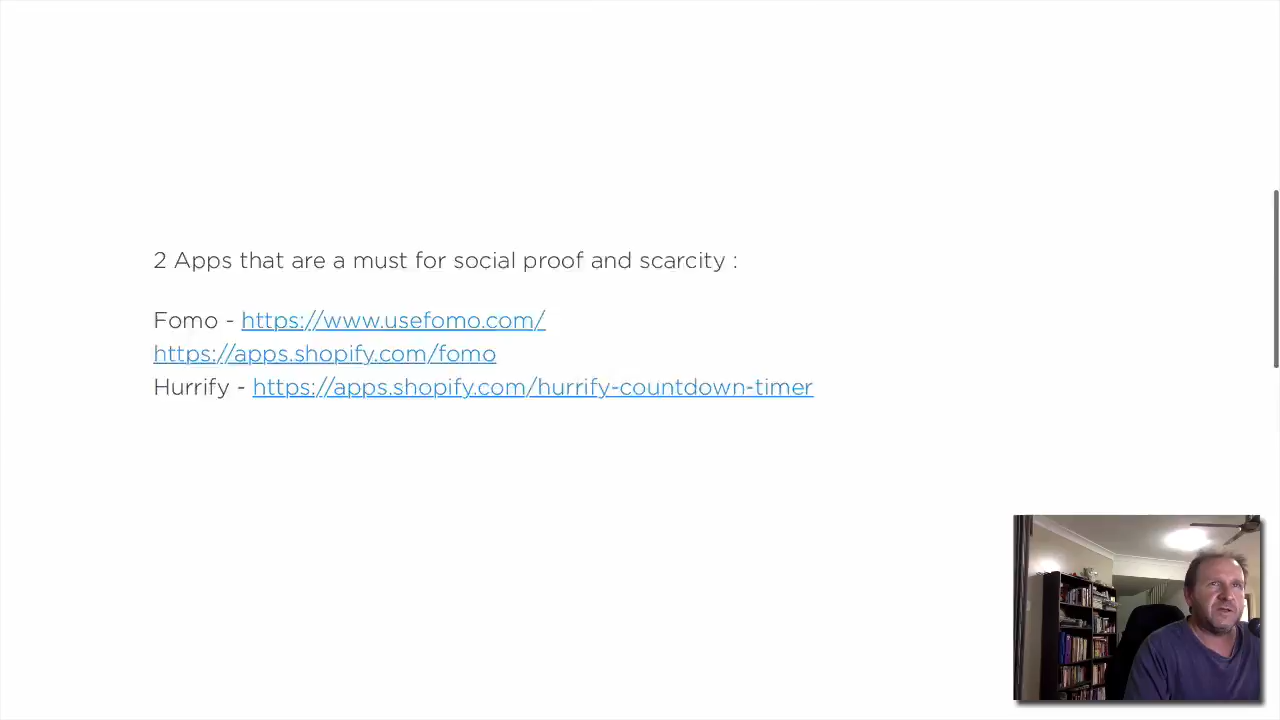 2 Apps that are a must for social proof and scarcity :
Fomo - https://www.usefomo.com/
https://apps.shopify.com/fomo
Hurrify - https://apps.shopify.com/hurrify-countdown-timer